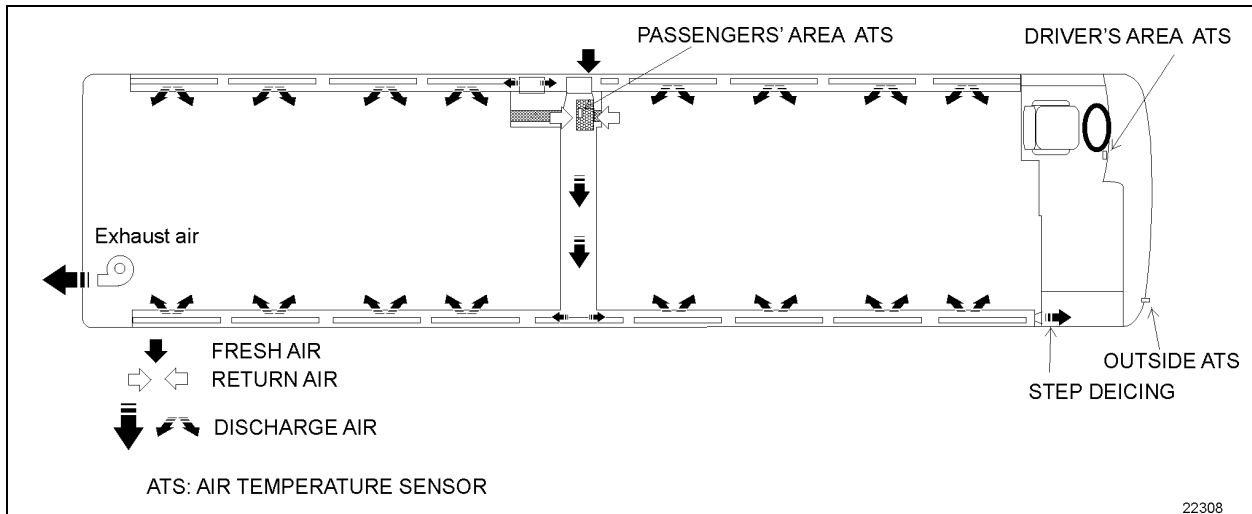 PASSENGERS' AREA ATS
DRIVER'S AREA ATS
Exhaust air
OUTSIDE ATS
STEP DEICING
FRESH AIR
RETURN AIR
DISCHARGE AIR
ATS: AIR TEMPERATURE SENSOR
22308